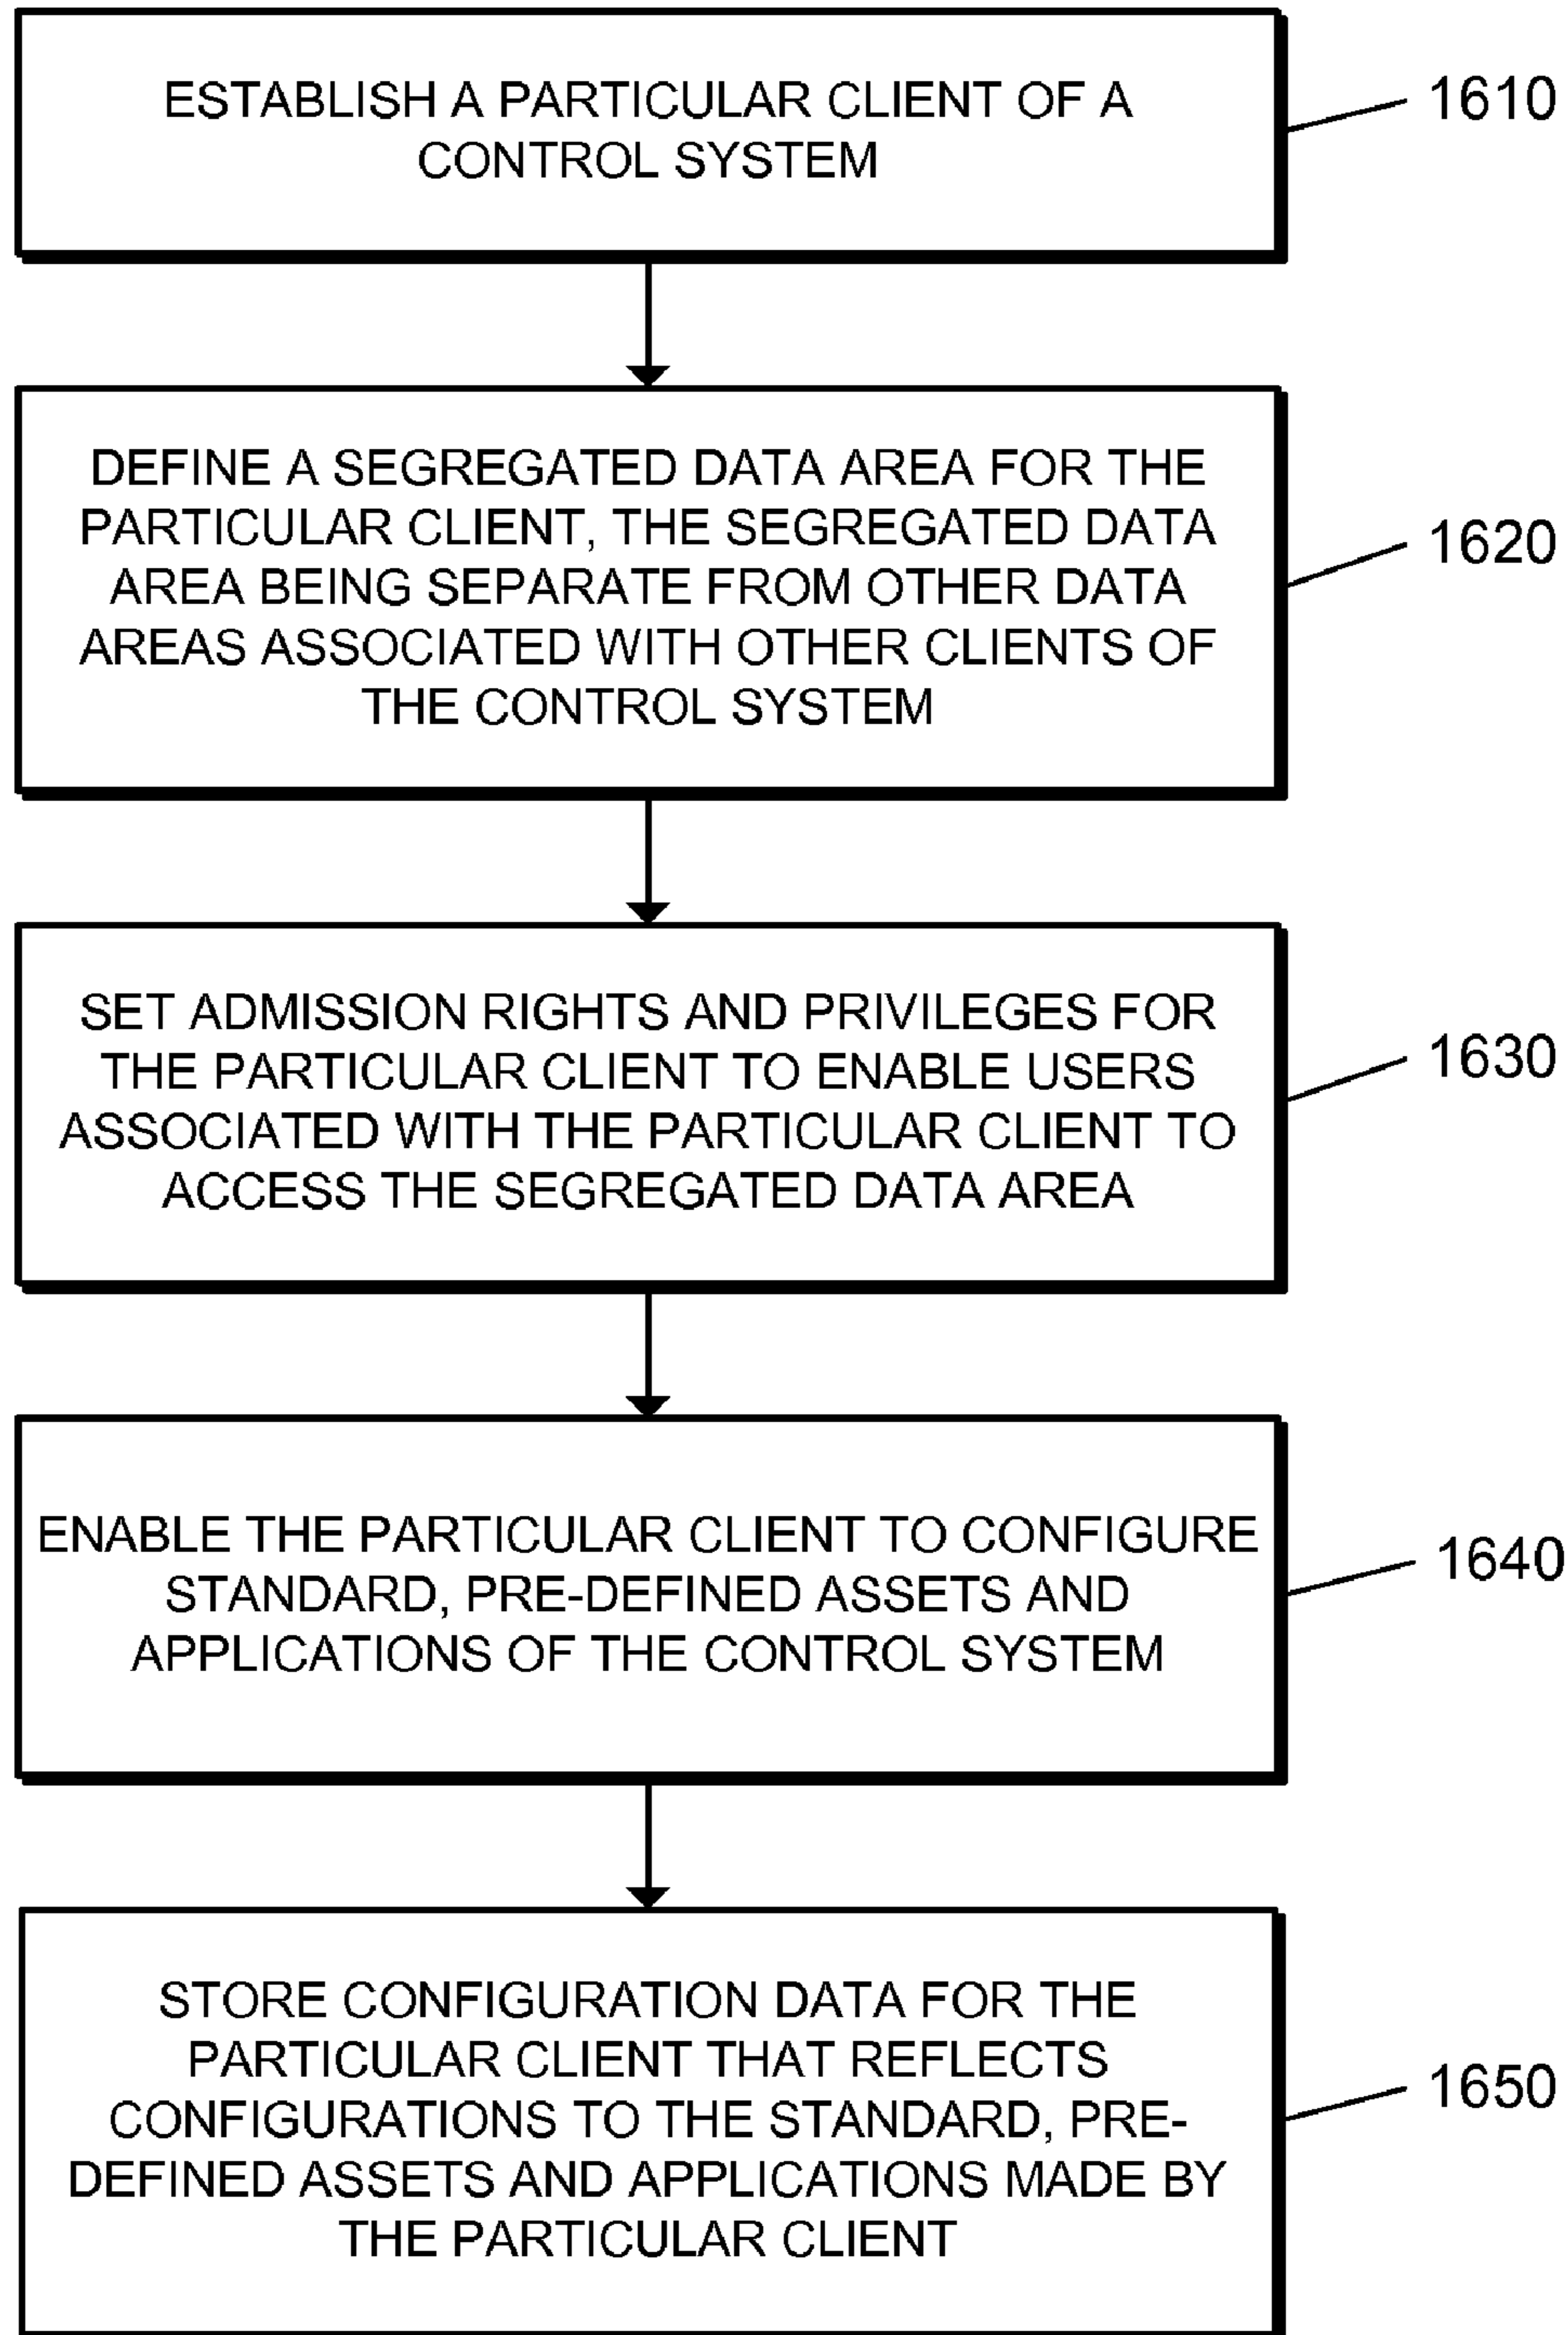 ESTABLISH A PARTICULAR CLIENT OF A
CONTROL SYSTEM
1610
DEFINE A SEGREGATED DATA AREA FOR THE
PARTICULAR CLIENT, THE SEGREGATED DATA
AREA BEING SEPARATE FROM OTHER DATA
AREAS ASSOCIATED WITH OTHER CLIENTS OF
THE CONTROL SYSTEM
1620
SET ADMISSION RIGHTS AND PRIVILEGES FOR
THE PARTICULAR CLIENT TO ENABLE USERS
ASSOCIATED WITH THE PARTICULAR CLIENT TO
ACCESS THE SEGREGATED DATA AREA
1630
ENABLE THE PARTICULAR CLIENT TO CONFIGURE
STANDARD, PRE-DEFINED ASSETS AND
APPLICATIONS OF THE CONTROL SYSTEM
1640
STORE CONFIGURATION DATA FOR THE
PARTICULAR CLIENT THAT REFLECTS
CONFIGURATIONS TO THE STANDARD, PRE-
DEFINED ASSETS AND APPLICATIONS MADE BY
THE PARTICULAR CLIENT
1650